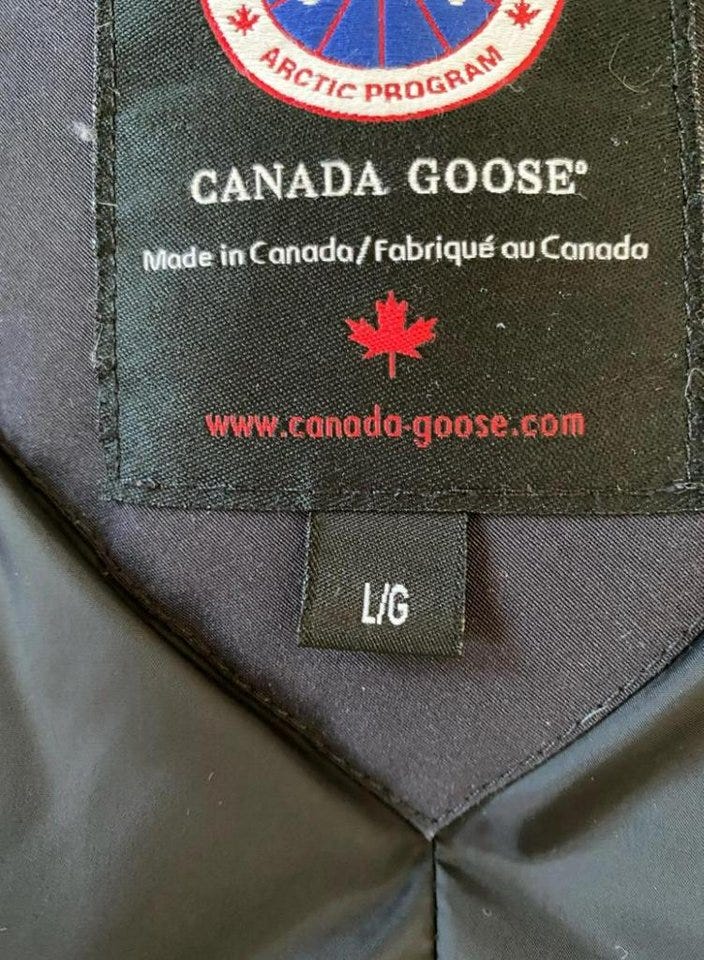 ARCTIC PROGRAM
CANADA GOOSE®
Made in Canada/Fabriqué au Canada
www.canada-goose.com
L/G